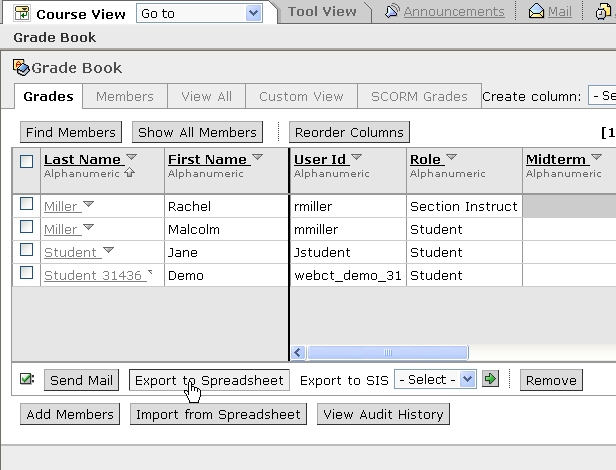 Course View Go to Tool View Announcements Mail
Grade Book
Grade Book
Grades Members View All Custom View SCORM Grades Create column: - Se
Find Members Show All Members Reorder Columns [1
Last Name First Name User Id Role Midterm
Alphanumeric Alphanumeric Alphanumeric Alphanumeric Alphanumeric
Miller Rachel rmiller Section Instruct
Miller Malcolm mmiller Student
Student Jane Jstudent Student
Student 31436 Demo webct_demo_31 Student
Send Mail Export to Spreadsheet Export to SIS - Select - Remove
Add Members Import from Spreadsheet View Audit History